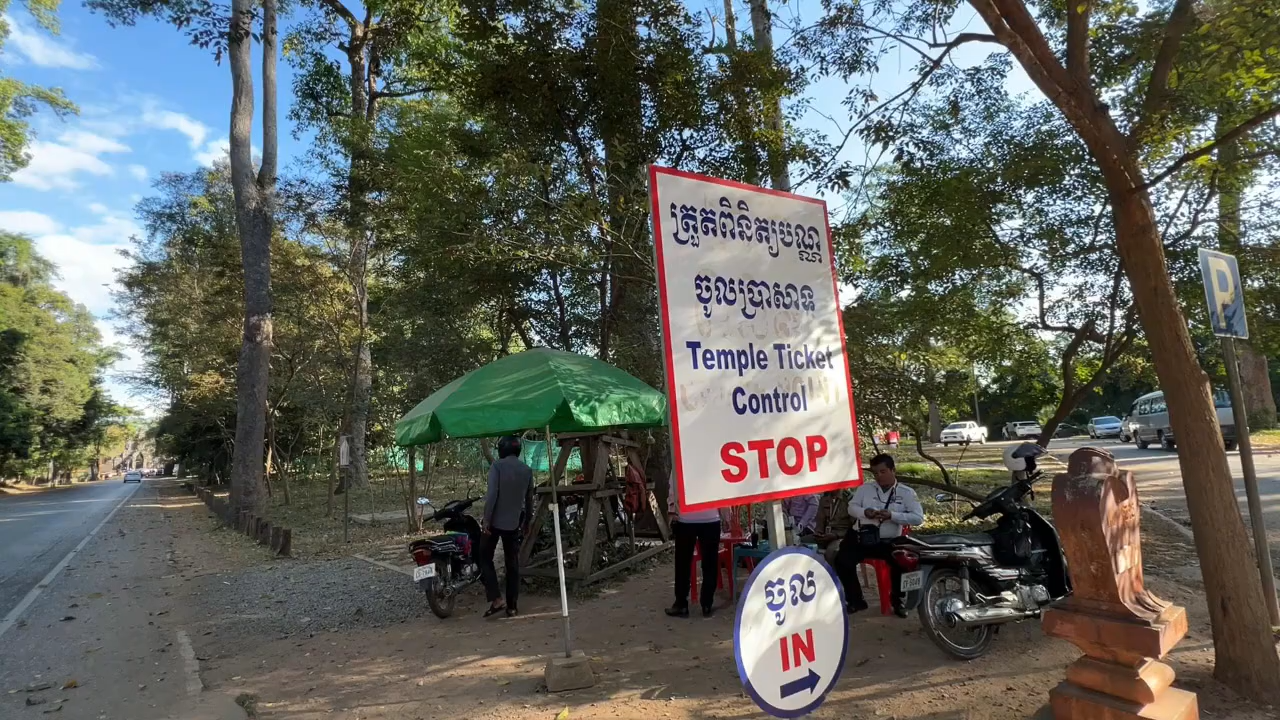 ត្រួតពិនិត្យបណ្ណ
ចូលប្រាសាទ
Temple Ticket
Control
STOP
ចូល
IN
P